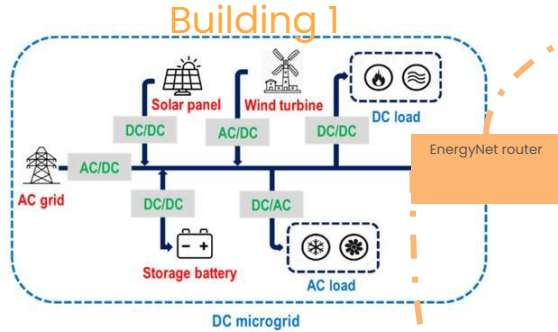 Building 1
Solar panel
Wind turbine
DC load
EnergyNet router
DC/DC
AC/DC
DC/DC
AC/DC
AC grid
DC/DC
DC/AC
Storage battery
AC load
DC microgrid